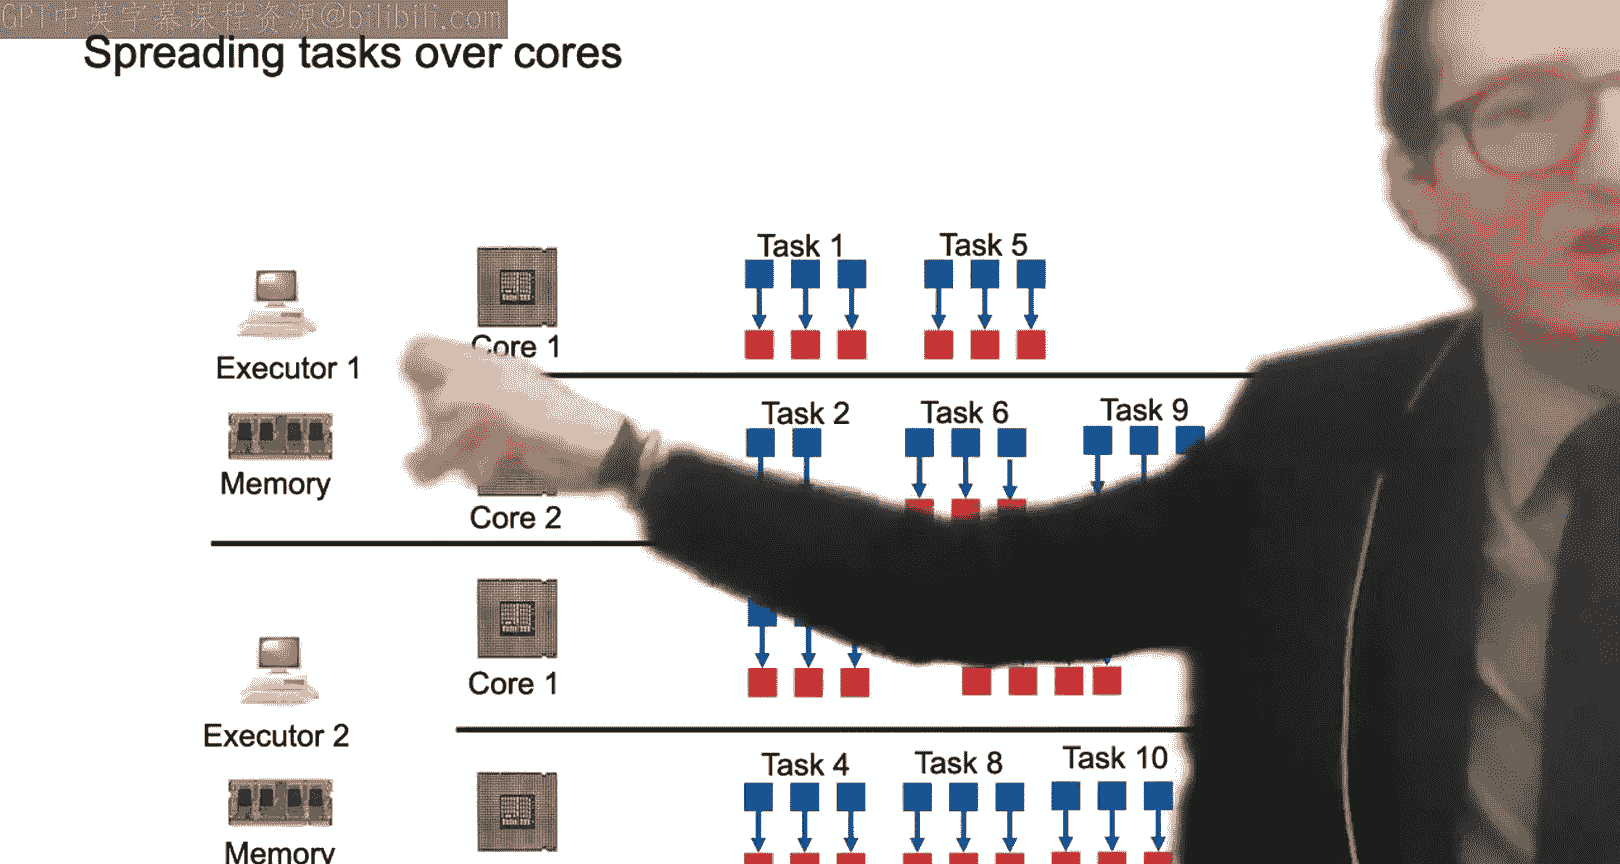 GPT中英字幕课程资源@bilibili.com
Spreading tasks over cores
Task 1 Task 5
Core 1
Executor 1
Task 2 Task 6 Task 9
Memory
Core 2
Core 1
Executor 2
Task 4 Task 8 Task 10
Memory